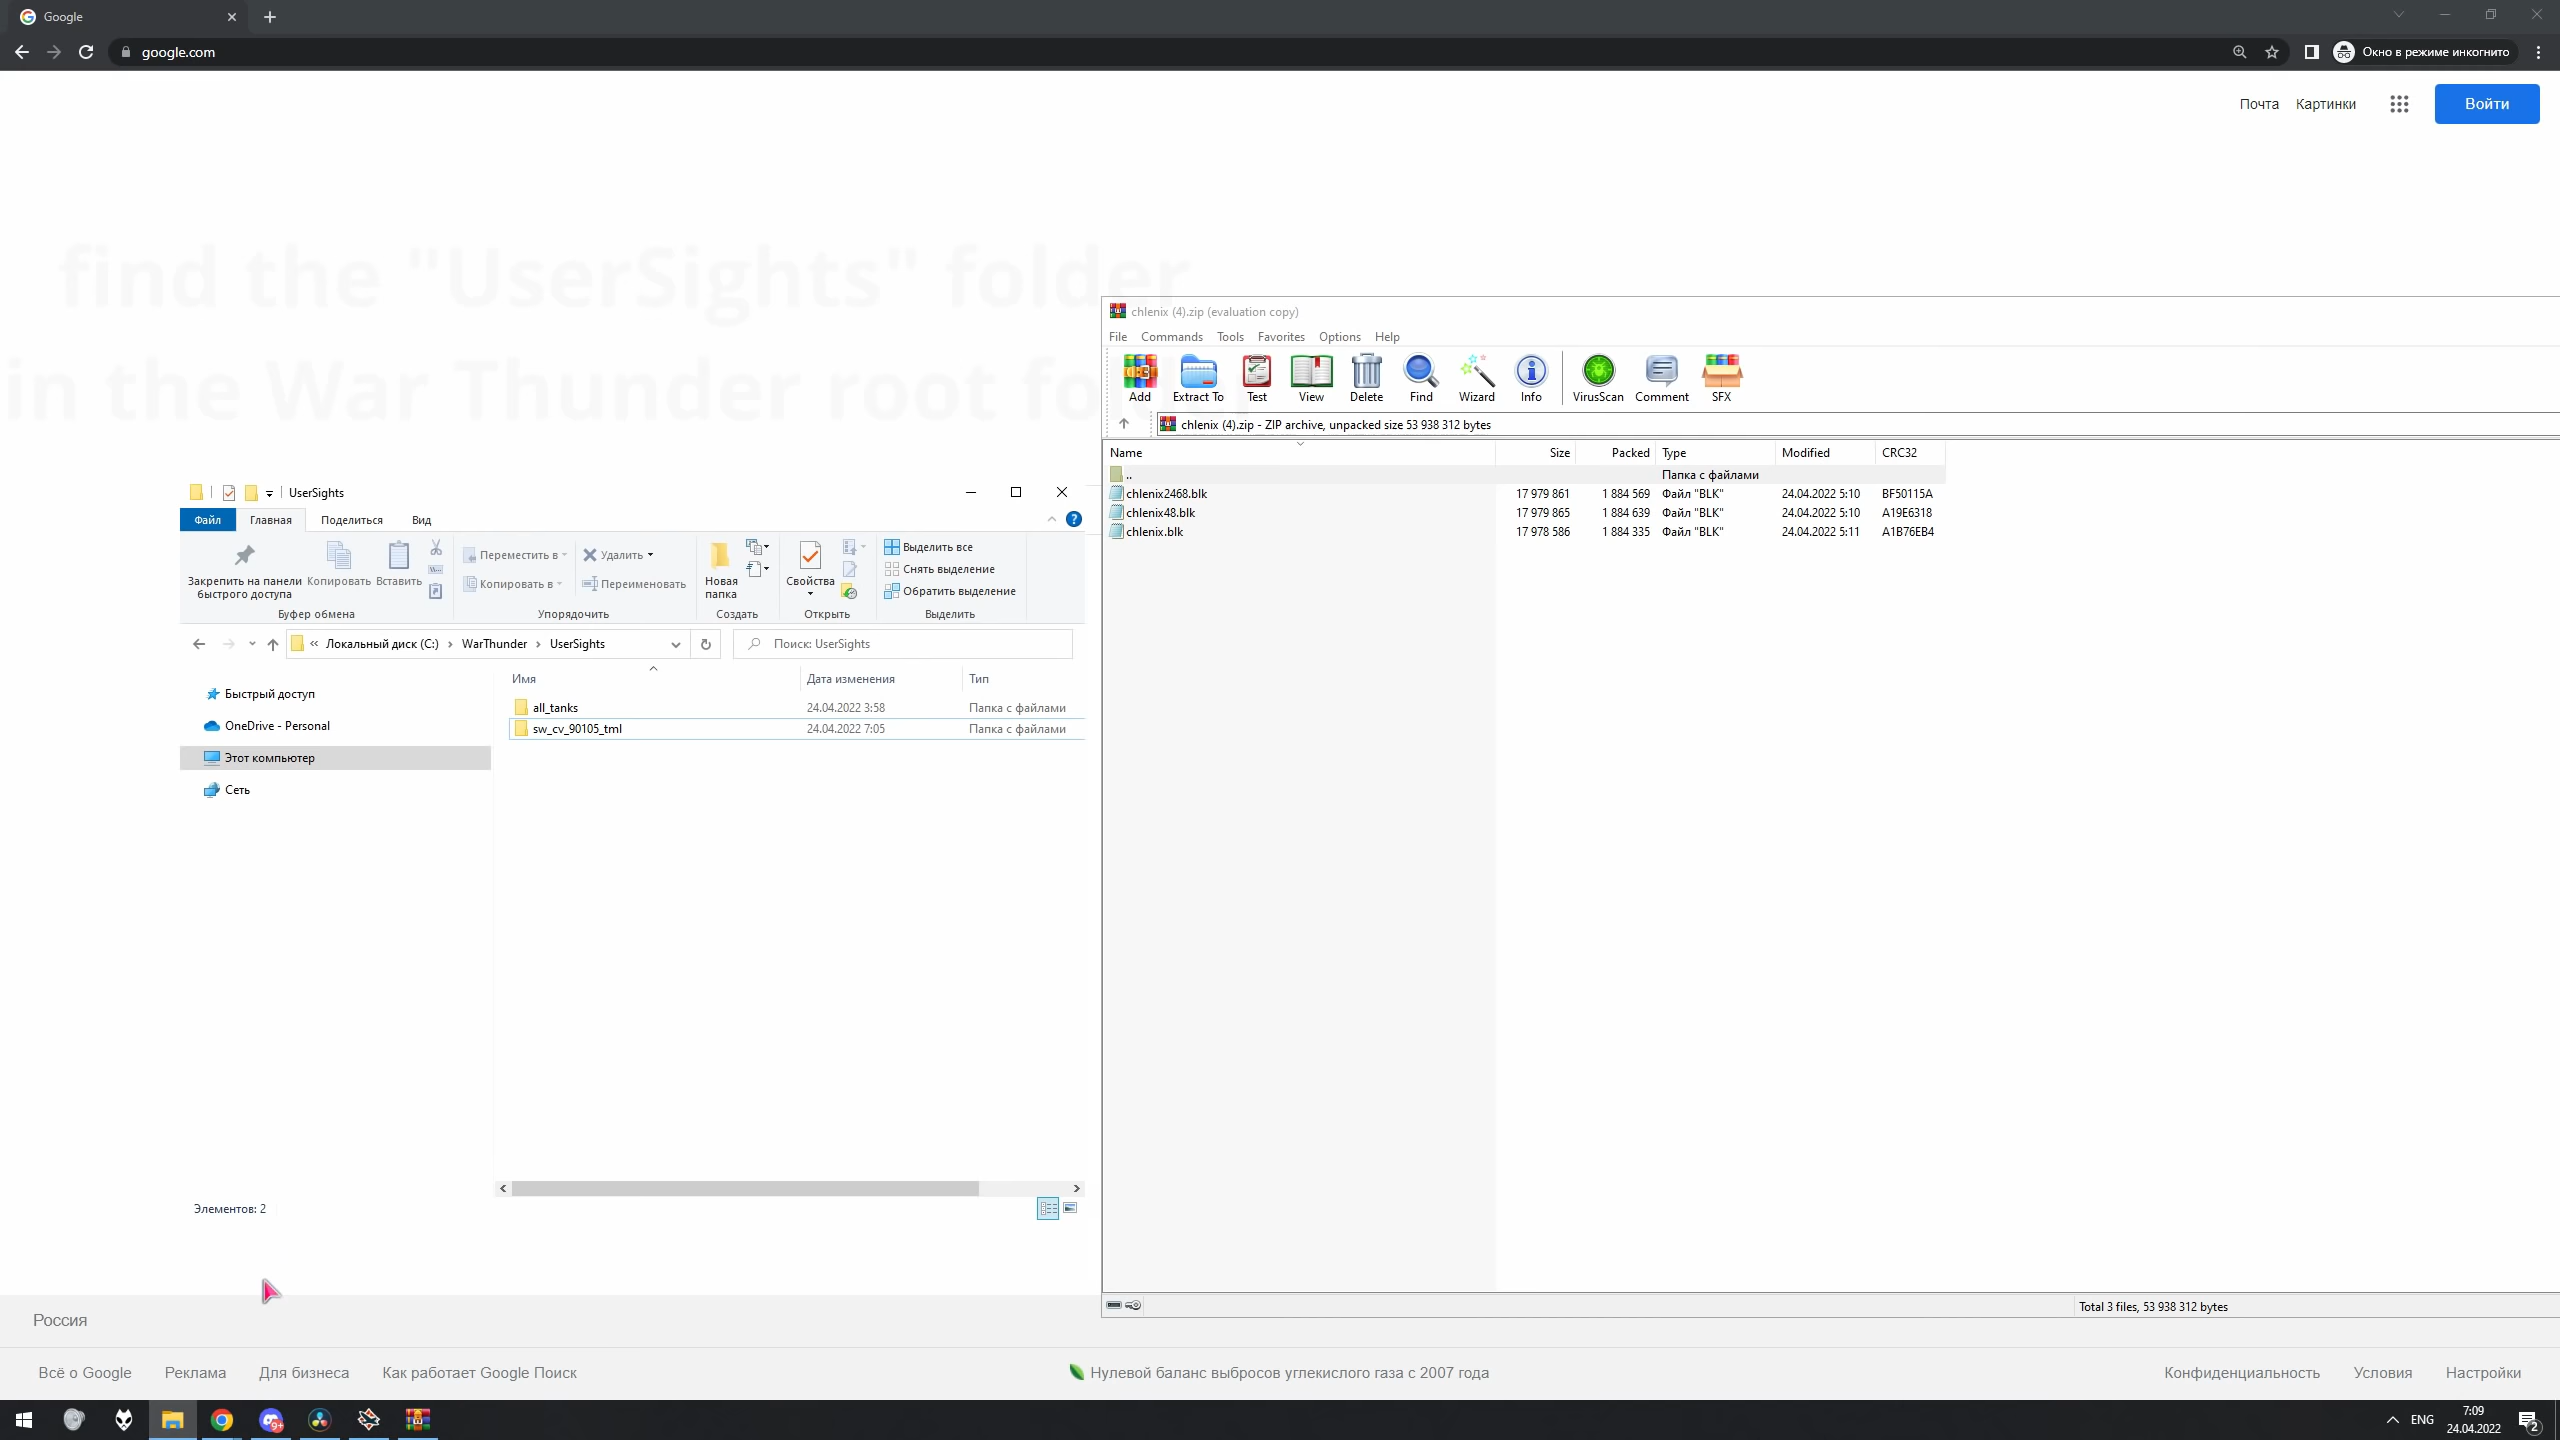 Google
google.com
Окно в режиме инкогнито
Почта
Картинки
Войти
find the "UserSights" folder
in the War Thunder root fo
chlenix (4).zip (evaluation copy)
File Commands Tools Favorites Options Help
Add Extract To Test View Delete Find Wizard Info VirusScan Comment SFX
chlenix (4).zip - ZIP archive, unpacked size 53 938 312 bytes
Name Size Packed Type Modified CRC32
.. Папка с файлами
chlenix2468.blk 17 979 861 1 884 569 Файл "BLK" 24.04.2022 5:10 BF50115A
chlenix48.blk 17 979 865 1 884 639 Файл "BLK" 24.04.2022 5:10 A19E6318
chlenix.blk 17 978 586 1 884 335 Файл "BLK" 24.04.2022 5:11 A1B76EB4
Total 3 files, 53 938 312 bytes
UserSights
Файл Главная Поделиться Вид
Закрепить на панели
быстрого доступа
Копировать
Вставить
Буфер обмена
Переместить в
Копировать в
Удалить
Переименовать
Упорядочить
Новая
папка
Создать
Свойства
Открыть
Выделить все
Снять выделение
Обратить выделение
Выделить
« Локальный диск (C:) › WarThunder › UserSights
Поиск: UserSights
Быстрый доступ
OneDrive - Personal
Этот компьютер
Сеть
Имя Дата изменения Тип
all_tanks 24.04.2022 3:58 Папка с файлами
sw_cv_90105_tml 24.04.2022 7:05 Папка с файлами
Элементов: 2
Россия
Всё о Google Реклама Для бизнеса Как работает Google Поиск
Нулевой баланс выбросов углекислого газа с 2007 года
Конфиденциальность Условия Настройки
9+
ENG
7:09
24.04.2022
2